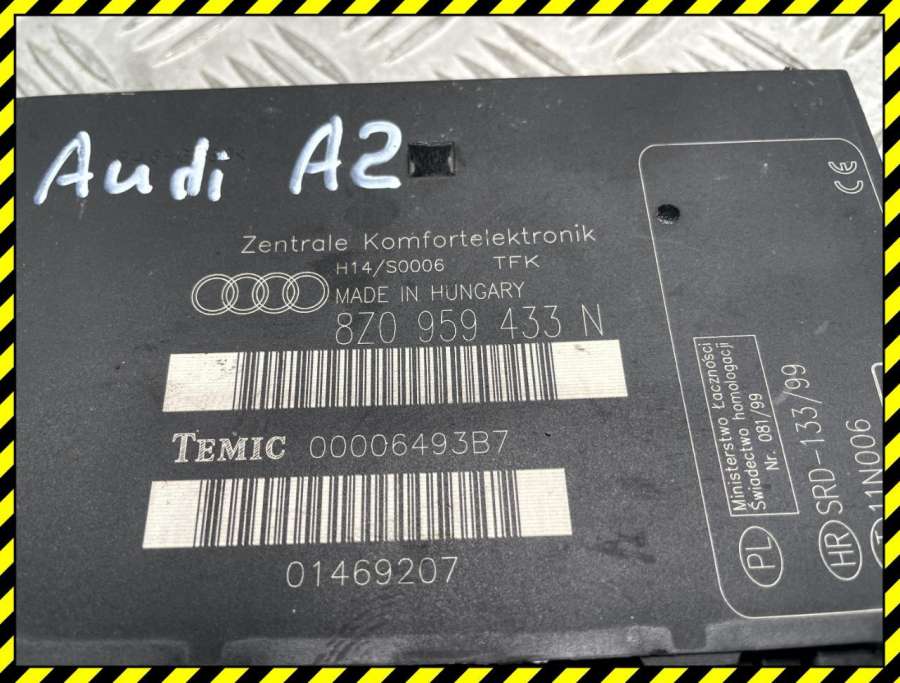 Audi A2
Zentrale Komfortelektronik
H14/S0006 TFK
MADE IN HUNGARY
8Z0 959 433 N
TEMIC 00006493B7
01469207
CE
PL
Ministerstwo Łączności
Świadectwo homologacji
Nr. 081/99
HR SRD-133/99
11N006